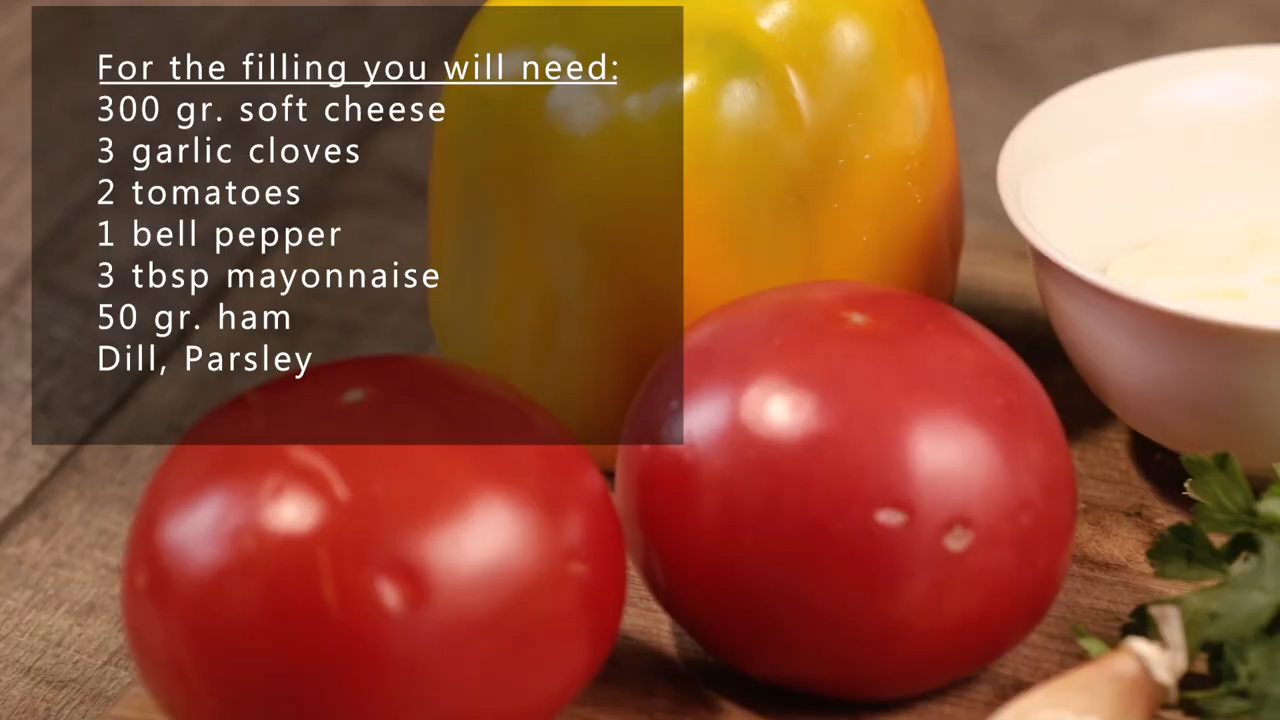 For the filling you will need:
300 gr. soft cheese
3 garlic cloves
2 tomatoes
1 bell pepper
3 tbsp mayonnaise
50 gr. ham
Dill, Parsley